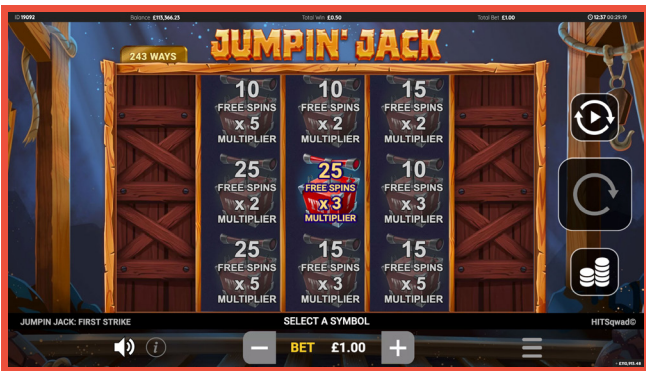 ID 19092 Balance £113,366.23 Total Win £0.50 Total Bet £1.00 12:37 00:29:19
JUMPIN' JACK
243 WAYS
10 10 15
FREE SPINS FREE SPINS FREE SPINS
x 5 x 2 x 2
MULTIPLIER MULTIPLIER MULTIPLIER
25 25 10
FREE SPINS FREE SPINS FREE SPINS
x 2 x 3 x 3
MULTIPLIER MULTIPLIER MULTIPLIER
25 15 15
FREE SPINS FREE SPINS FREE SPINS
x 5 x 3 x 5
MULTIPLIER MULTIPLIER MULTIPLIER
JUMPIN JACK: FIRST STRIKE SELECT A SYMBOL HITSqwad©
BET £1.00